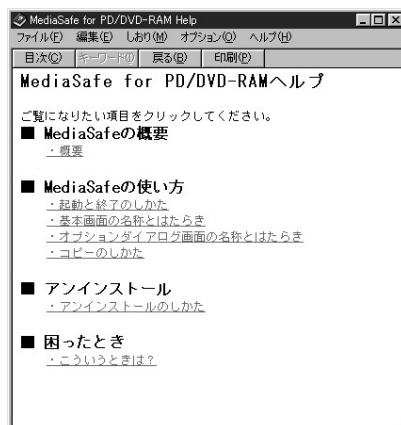 MediaSafe for PD/DVD-RAM Help
ファイル(F) 編集(E) しおり(M) オプション(O) ヘルプ(H)
目次(C) キーワード(I) 戻る(B) 印刷(P)
MediaSafe for PD/DVD-RAMヘルプ
ご覧になりたい項目をクリックしてください。
■ MediaSafeの概要
・概要
■ MediaSafeの使い方
・起動と終了のしかた
・基本画面の名称とはたらき
・オプションダイアログ画面の名称とはたらき
・コピーのしかた
■ アンインストール
・アンインストールのしかた
■ 困ったとき
・こういうときは？